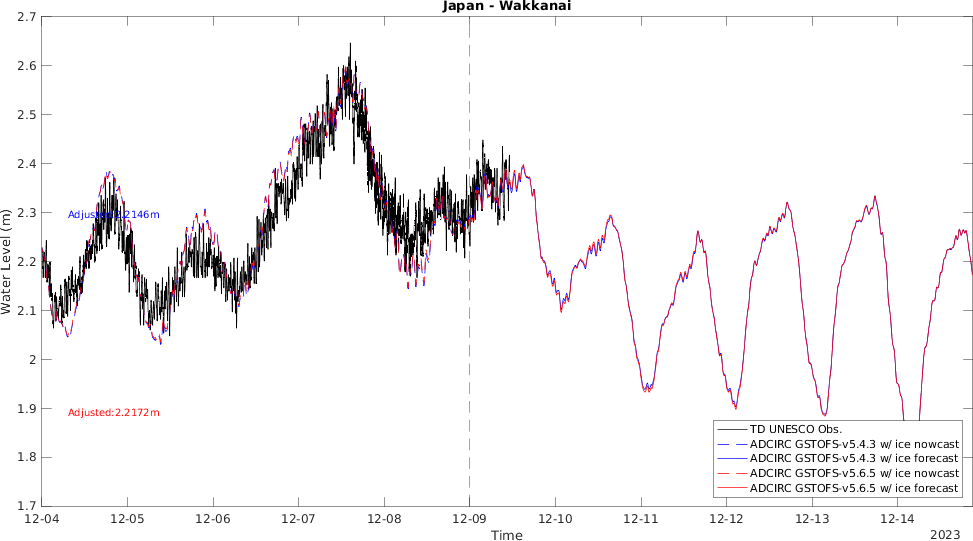 Japan - Wakkanai
2.7
2.6
2.5
2.4
2.3
2.2
2.1
2
1.9
1.8
1.7
Water Level (m)
Adjusted:2.2146m
Adjusted:2.2172m
TD UNESCO Obs.
ADCIRC GSTOFS-v5.4.3 w/ ice nowcast
ADCIRC GSTOFS-v5.4.3 w/ ice forecast
ADCIRC GSTOFS-v5.6.5 w/ ice nowcast
ADCIRC GSTOFS-v5.6.5 w/ ice forecast
12-04 12-05 12-06 12-07 12-08 12-09 12-10 12-11 12-12 12-13 12-14
Time
2023